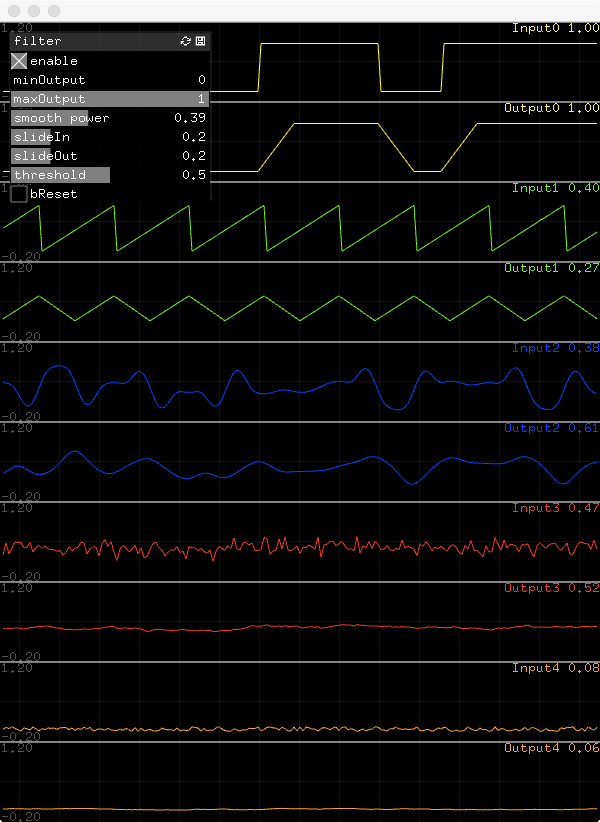 1.20 Input0 1.00
filter
enable
minOutput 0
maxOutput 1
Output0 1.00
smooth power 0.39
slideIn 0.2
slideOut 0.2
threshold 0.5
Input1 0.40
bReset
-0.20
1.20 Output1 0.27
-0.20
1.20 Input2 0.38
-0.20
1.20 Output2 0.61
-0.20
1.20 Input3 0.47
-0.20
1.20 Output3 0.52
-0.20
1.20 Input4 0.08
-0.20
1.20 Output4 0.06
-0.20